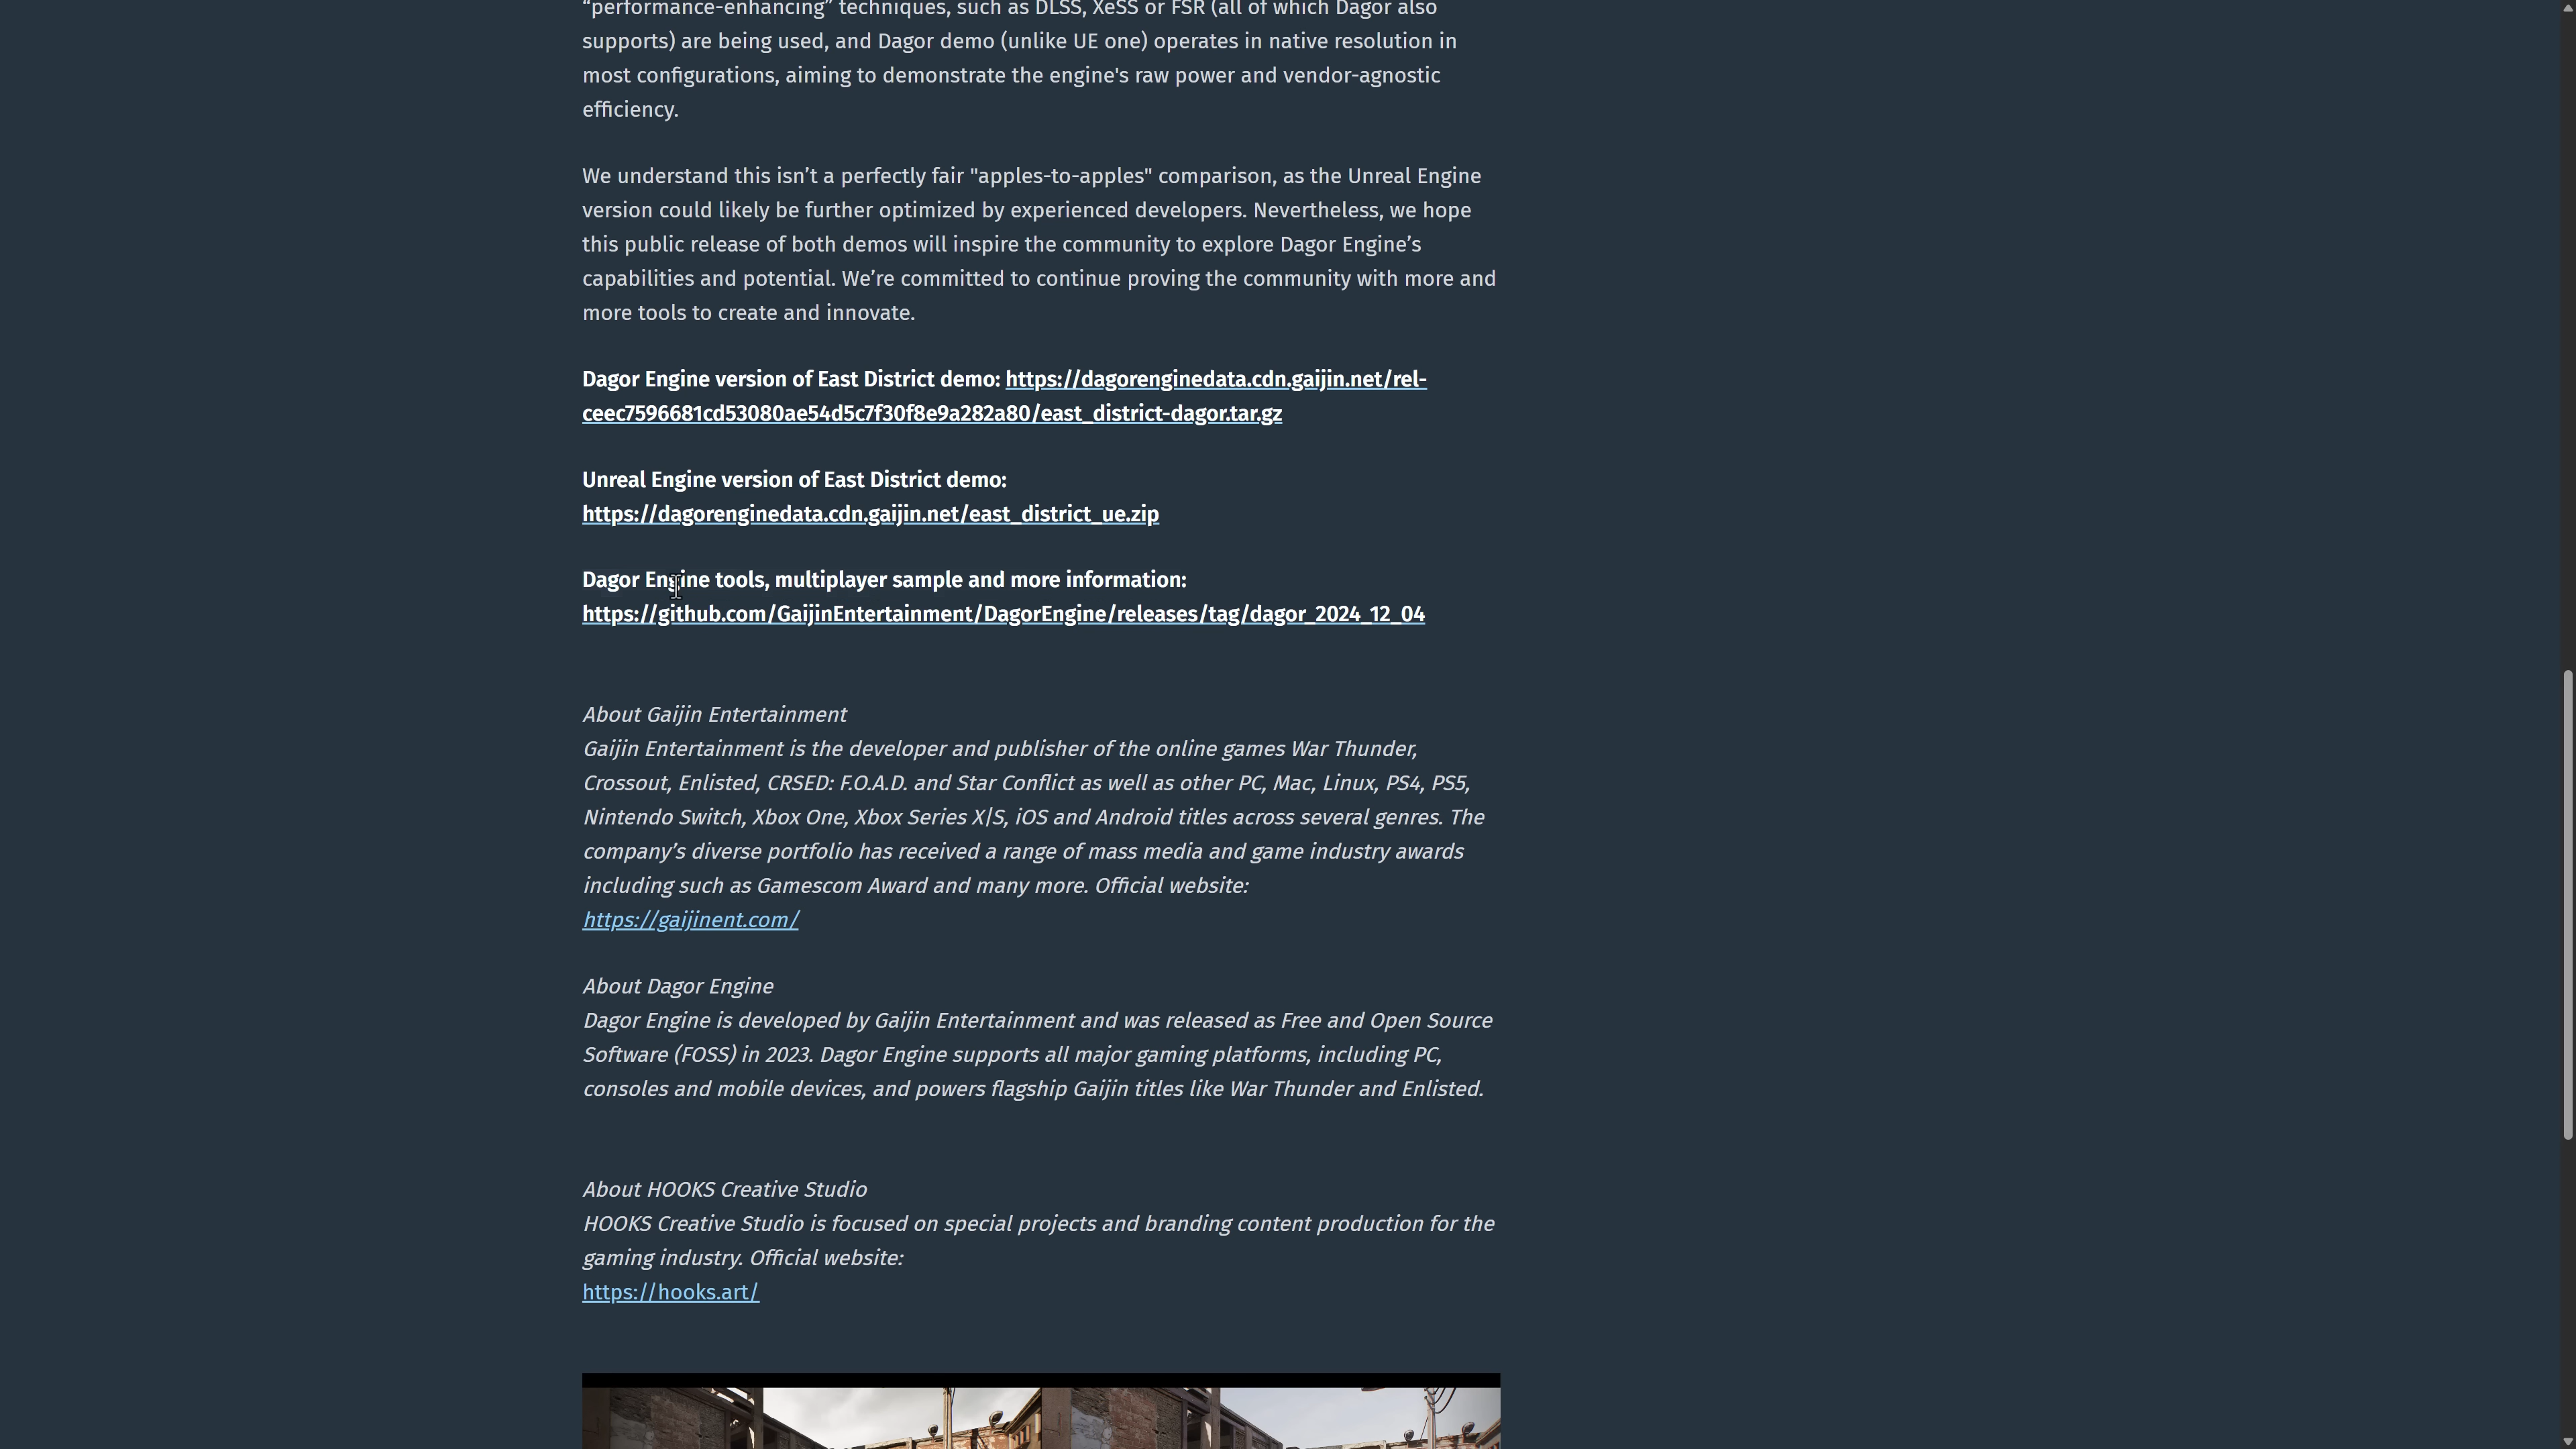 “performance-enhancing” techniques, such as DLSS, XeSS or FSR (all of which Dagor also
supports) are being used, and Dagor demo (unlike UE one) operates in native resolution in
most configurations, aiming to demonstrate the engine's raw power and vendor-agnostic
efficiency.
We understand this isn’t a perfectly fair "apples-to-apples" comparison, as the Unreal Engine
version could likely be further optimized by experienced developers. Nevertheless, we hope
this public release of both demos will inspire the community to explore Dagor Engine’s
capabilities and potential. We’re committed to continue proving the community with more and
more tools to create and innovate.
Dagor Engine version of East District demo: https://dagorenginedata.cdn.gaijin.net/rel-
ceec7596681cd53080ae54d5c7f30f8e9a282a80/east_district-dagor.tar.gz
Unreal Engine version of East District demo:
https://dagorenginedata.cdn.gaijin.net/east_district_ue.zip
Dagor Engine tools, multiplayer sample and more information:
https://github.com/GaijinEntertainment/DagorEngine/releases/tag/dagor_2024_12_04
About Gaijin Entertainment
Gaijin Entertainment is the developer and publisher of the online games War Thunder,
Crossout, Enlisted, CRSED: F.O.A.D. and Star Conflict as well as other PC, Mac, Linux, PS4, PS5,
Nintendo Switch, Xbox One, Xbox Series X|S, iOS and Android titles across several genres. The
company’s diverse portfolio has received a range of mass media and game industry awards
including such as Gamescom Award and many more. Official website:
https://gaijinent.com/
About Dagor Engine
Dagor Engine is developed by Gaijin Entertainment and was released as Free and Open Source
Software (FOSS) in 2023. Dagor Engine supports all major gaming platforms, including PC,
consoles and mobile devices, and powers flagship Gaijin titles like War Thunder and Enlisted.
About HOOKS Creative Studio
HOOKS Creative Studio is focused on special projects and branding content production for the
gaming industry. Official website:
https://hooks.art/